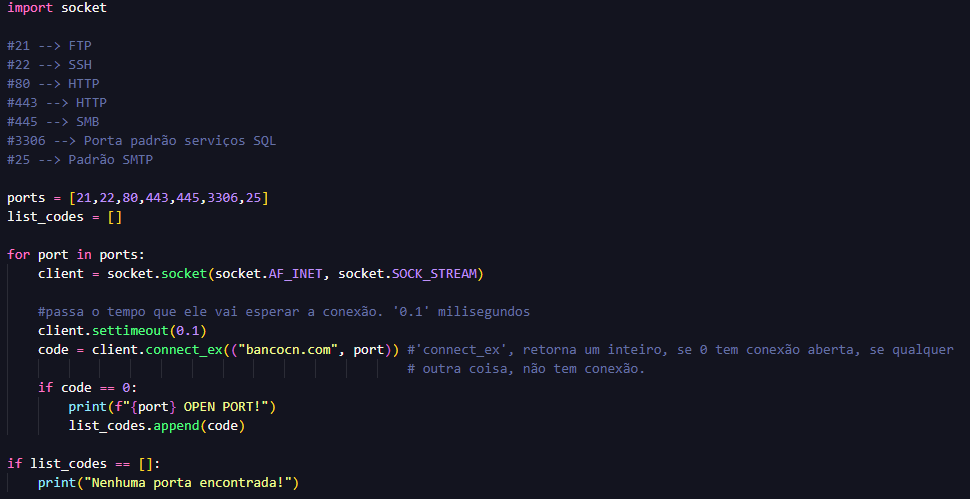 import socket

#21 --> FTP
#22 --> SSH
#80 --> HTTP
#443 --> HTTP
#445 --> SMB
#3306 --> Porta padrão serviços SQL
#25 --> Padrão SMTP

ports = [21,22,80,443,445,3306,25]
list_codes = []

for port in ports:
    client = socket.socket(socket.AF_INET, socket.SOCK_STREAM)

    #passa o tempo que ele vai esperar a conexão. '0.1' milisegundos
    client.settimeout(0.1)
    code = client.connect_ex(("bancocn.com", port)) #'connect_ex', retorna um inteiro, se 0 tem conexão aberta, se qualquer
                                                    # outra coisa, não tem conexão.
    if code == 0:
        print(f"{port} OPEN PORT!")
        list_codes.append(code)

if list_codes == []:
    print("Nenhuma porta encontrada!")